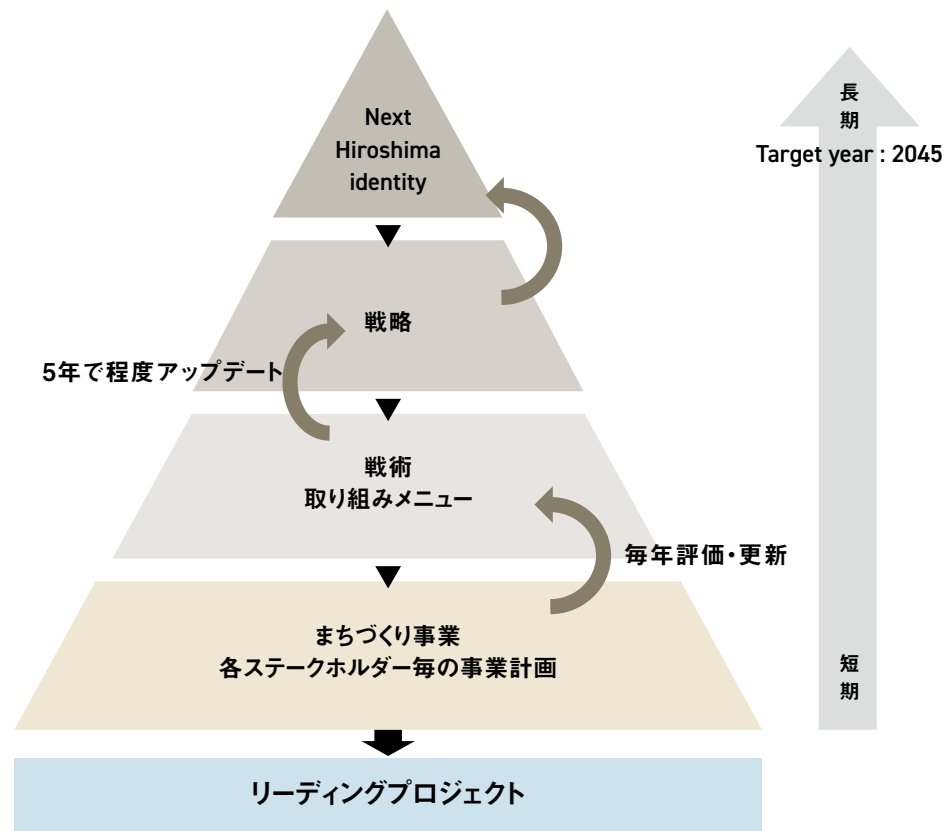 Next
Hiroshima
identity
長
期
Target year : 2045
戦略
5年で程度アップデート
戦術
取り組みメニュー
毎年評価・更新
まちづくり事業
各ステークホルダー毎の事業計画
短
期
リーディングプロジェクト